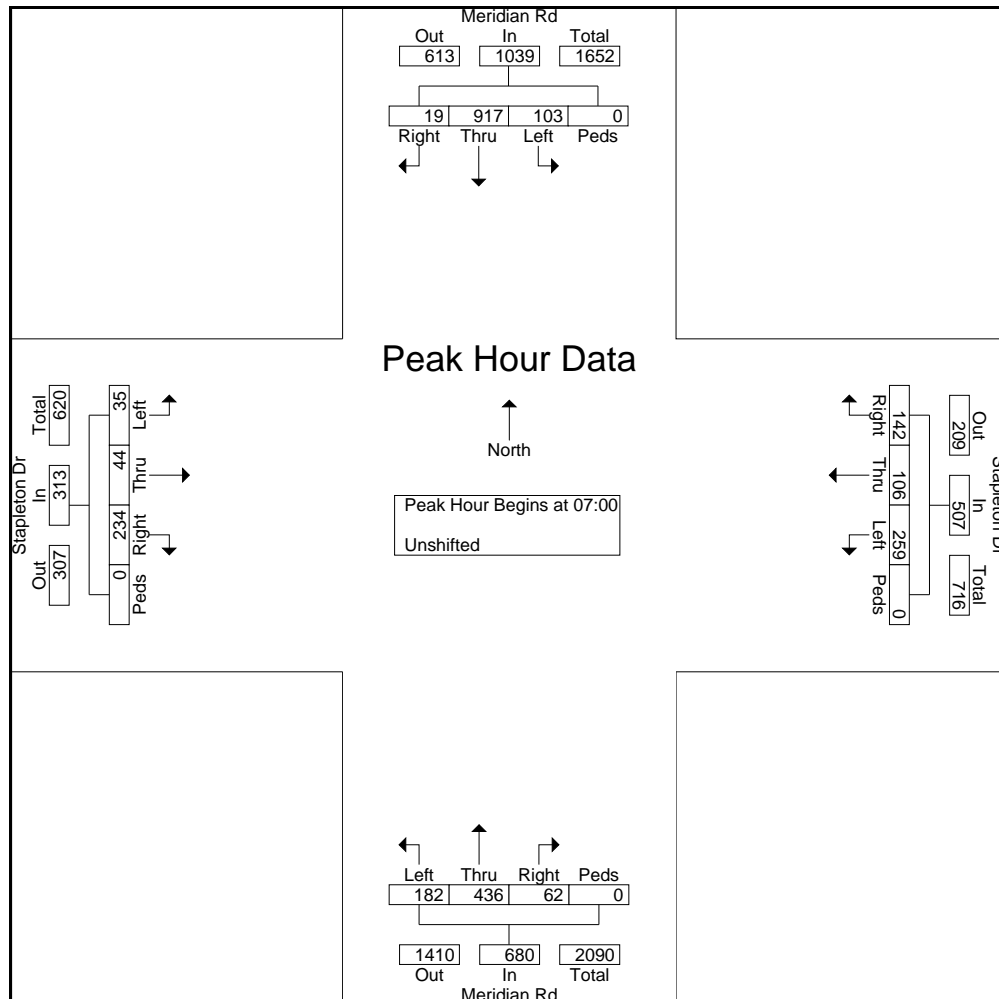 Meridian Rd
Out In Total
613 1039 1652
19 917 103 0
Right Thru Left Peds
Peak Hour Data
North
Peak Hour Begins at 07:00
Unshifted
Stapleton Dr
Total In Out
620 313 307
35 44 234 0
Left Thru Right Peds
Right Thru Left Peds
142 106 259 0
Out In Total
209 507 716
Stapleton Dr
Left Thru Right Peds
182 436 62 0
1410 680 2090
Out In Total
Meridian Rd